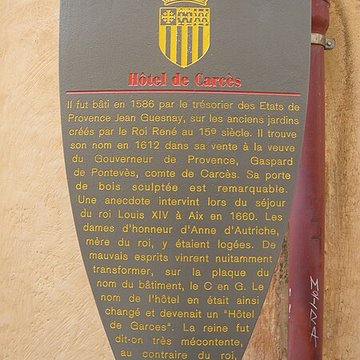 Hôtel de Carcès
Il fut bâti en 1586 par le trésorier des Etats de
Provence Jean Guesnay, sur les anciens jardins
créés par le Roi René au 15e siècle. Il trouve
son nom en 1612 dans sa vente à la veuve
du Gouverneur de Provence, Gaspard
de Pontevès, comte de Carcès. Sa porte
de bois sculptée est remarquable.
Une anecdote intervint lors du séjour
du roi Louis XIV à Aix en 1660. Les
dames d'honneur d'Anne d'Autriche,
mère du roi, y étaient logées. De
mauvais esprits vinrent nuitamment
transformer, sur la plaque du
nom du bâtiment, le C en G. Le
nom de l'hôtel en était ainsi
changé et devenait un "Hôtel
de Garces". La reine fut
dit-on très mécontente,
au contraire du roi,